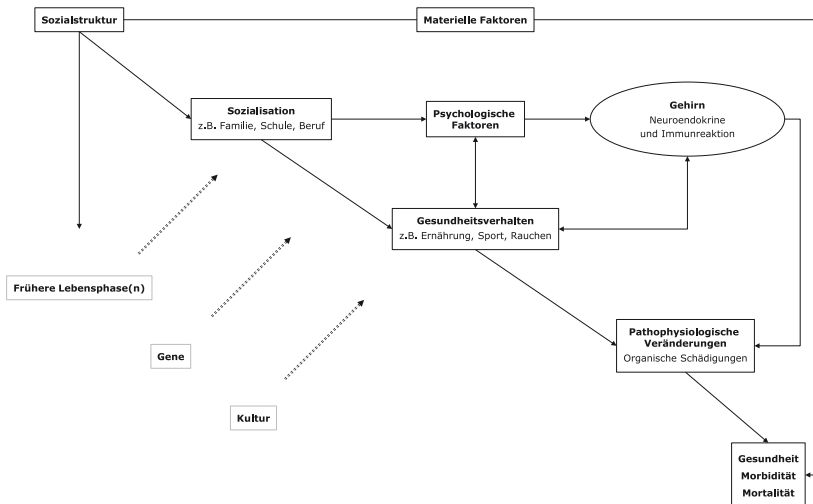 Sozialstruktur
Materielle Faktoren
Sozialisation
z.B. Familie, Schule, Beruf
Psychologische
Faktoren
Gehirn
Neuroendokrine
und Immunreaktion
Gesundheitsverhalten
z.B. Ernährung, Sport, Rauchen
Frühere Lebensphase(n)
Gene
Kultur
Pathophysiologische
Veränderungen
Organische Schädigungen
Gesundheit
Morbidität
Mortalität